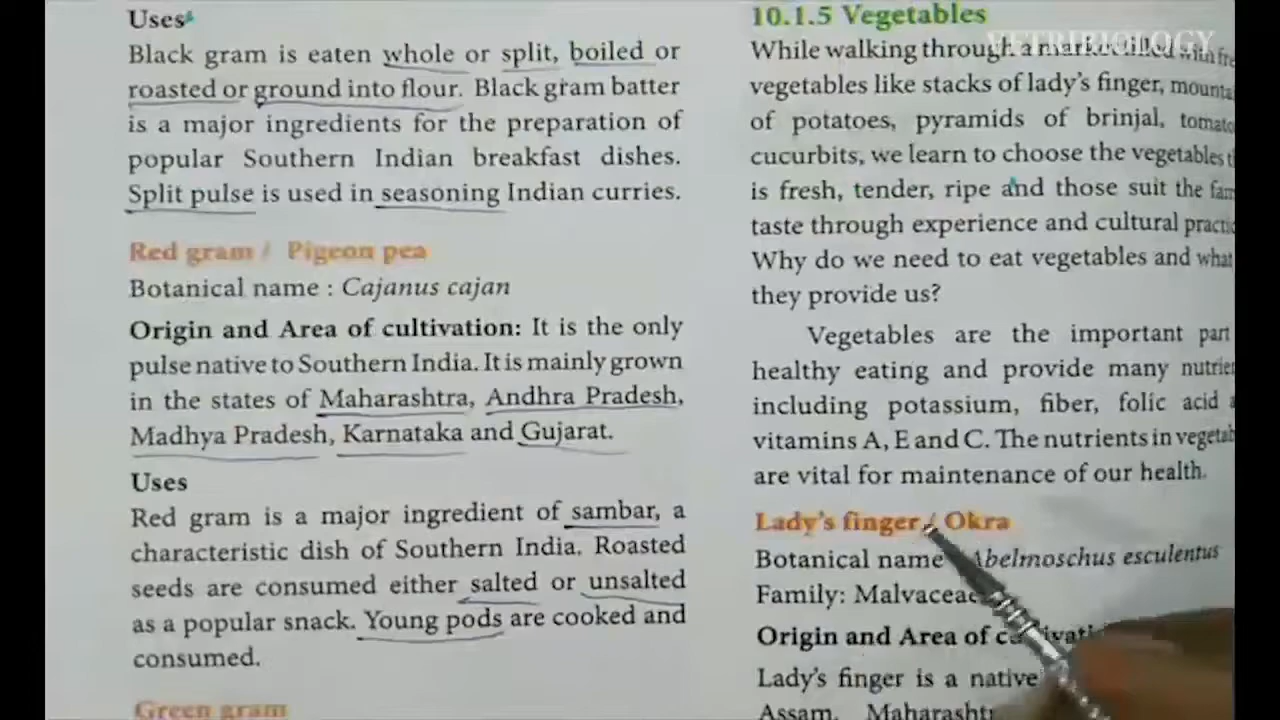 Uses
Black gram is eaten whole or split, boiled or
roasted or ground into flour. Black gram batter
is a major ingredients for the preparation of
popular Southern Indian breakfast dishes.
Split pulse is used in seasoning Indian curries.
Red gram / Pigeon pea
Botanical name : Cajanus cajan
Origin and Area of cultivation: It is the only
pulse native to Southern India. It is mainly grown
in the states of Maharashtra, Andhra Pradesh,
Madhya Pradesh, Karnataka and Gujarat.
Uses
Red gram is a major ingredient of sambar, a
characteristic dish of Southern India. Roasted
seeds are consumed either salted or unsalted
as a popular snack. Young pods are cooked and
consumed.
Green gram
10.1.5 Vegetables
VETRIBIOLOGY
While walking through a market filled with
vegetables like stacks of lady's finger,
of potatoes, pyramids of brinjal,
cucurbits, we learn to choose the vegetables
is fresh, tender, ripe and those suit the
taste through experience and cultural
Why do we need to eat vegetables and what
they provide us?
Vegetables are the important part
healthy eating and provide many
including potassium, fiber, folic acid
vitamins A, E and C. The nutrients in
are vital for maintenance of our health.
Lady's finger / Okra
Botanical name Abelmoschus esculentus
Family: Malvaceae
Origin and Area of
Lady's finger is a native
Assam,